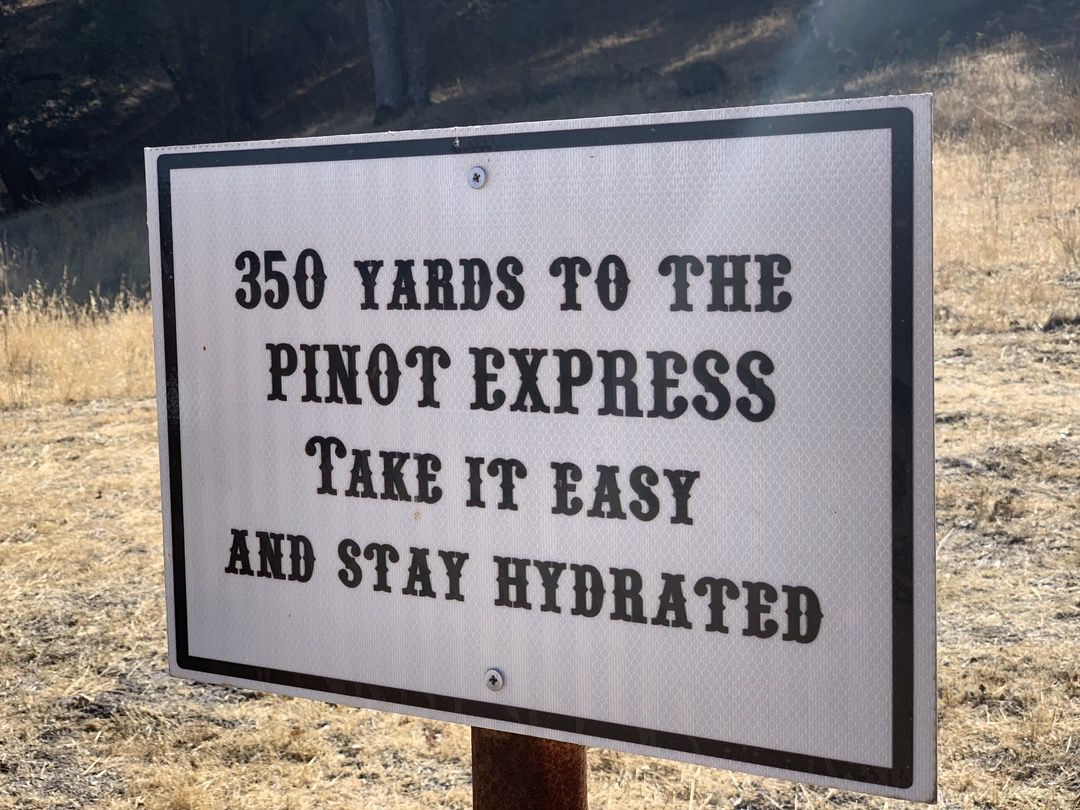 350 YARDS TO THE
PINOT EXPRESS
TAKE IT EASY
AND STAY HYDRATED